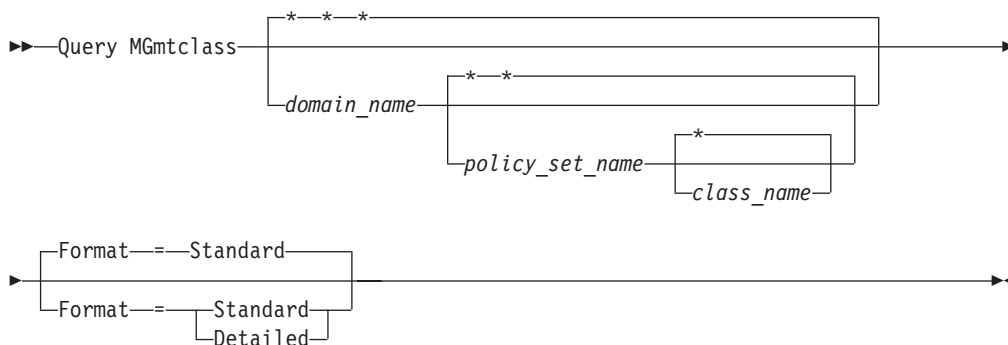 * * *
Query MGmtclass
* *
domain_name
*
policy_set_name
class_name
Format = Standard
Format = Standard
Detailed